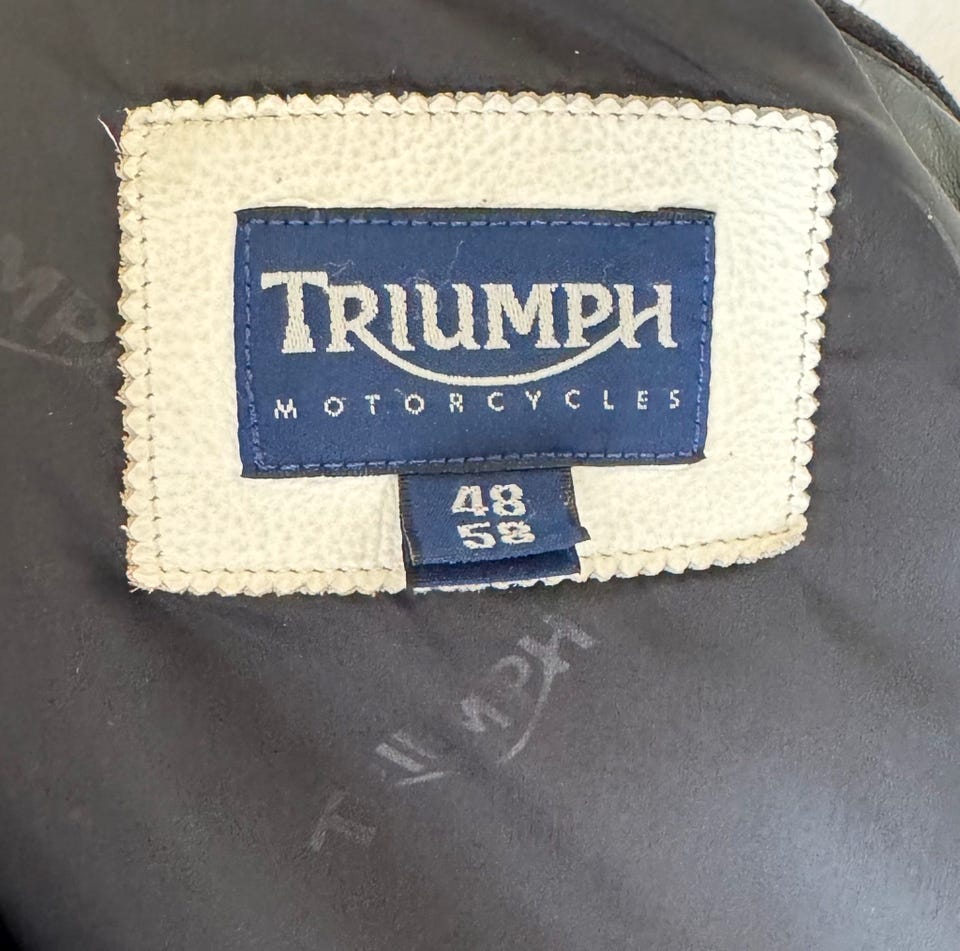 TRIUMPH
MOTORCYCLES
48
58